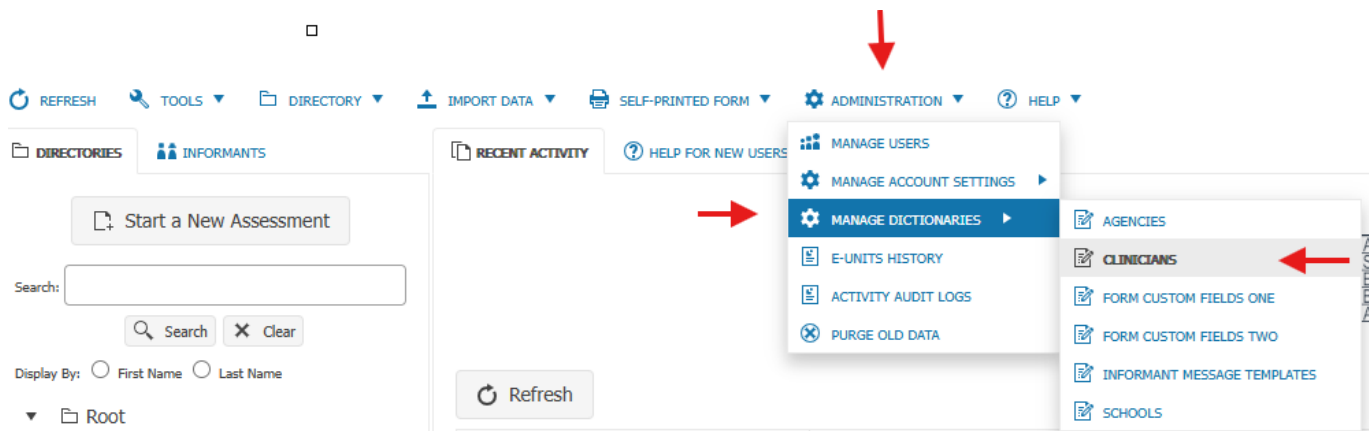 REFRESH TOOLS DIRECTORY IMPORT DATA SELF-PRINTED FORM ADMINISTRATION HELP
DIRECTORIES INFORMANTS
Start a New Assessment
Search:
Search Clear
Display By: First Name Last Name
Root
RECENT ACTIVITY HELP FOR NEW USERS
Refresh
MANAGE USERS
MANAGE ACCOUNT SETTINGS
MANAGE DICTIONARIES
E-UNITS HISTORY
ACTIVITY AUDIT LOGS
PURGE OLD DATA
AGENCIES
CLINICIANS
FORM CUSTOM FIELDS ONE
FORM CUSTOM FIELDS TWO
INFORMANT MESSAGE TEMPLATES
SCHOOLS